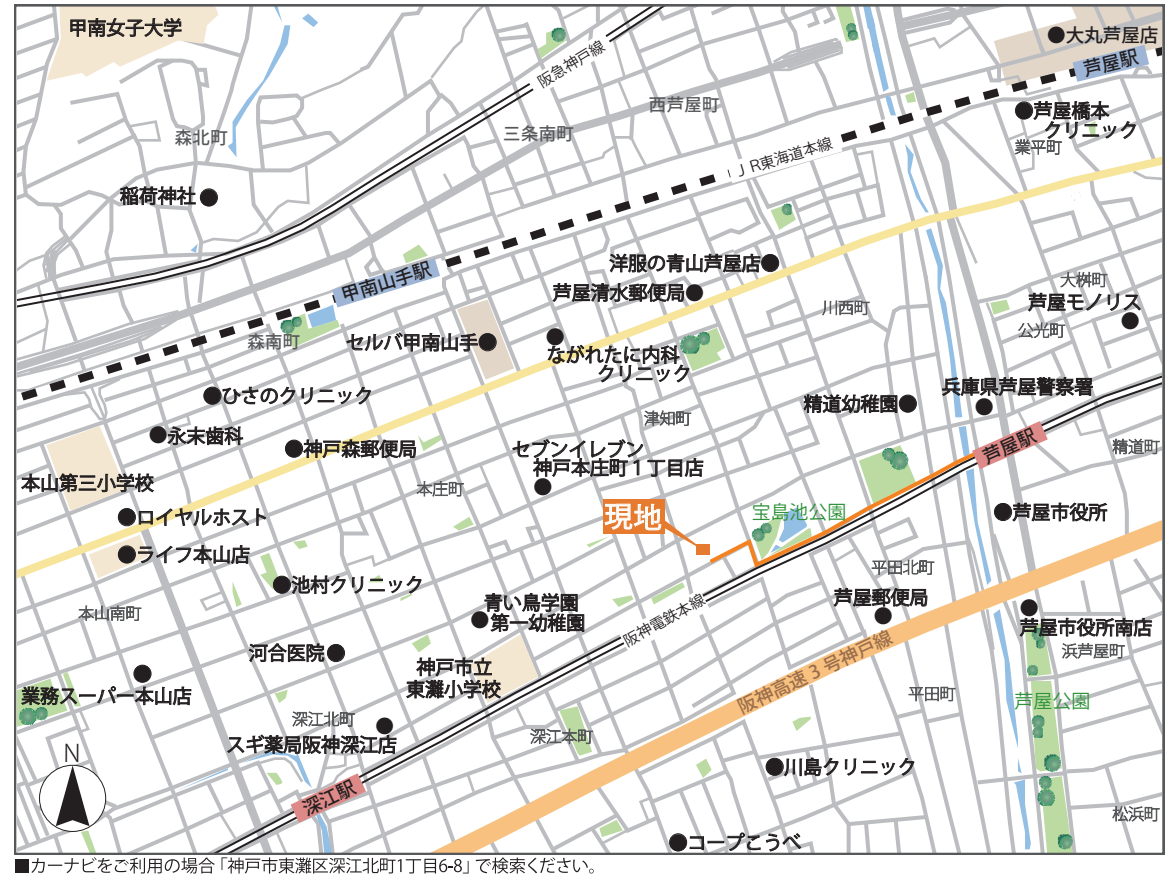 甲南女子大学
大丸芦屋店
芦屋駅
阪急神戸線
西芦屋町
芦屋橋本
クリニック
三条南町
森北町
業平町
ＪＲ東海道本線
稲荷神社
洋服の青山芦屋店
甲南山手駅
大桝町
芦屋清水郵便局
芦屋モノリス
川西町
公光町
森南町
セルバ甲南山手
ながれたに内科
クリニック
兵庫県芦屋警察署
ひさのクリニック
精道幼稚園
津知町
永末歯科
神戸森郵便局
セブンイレブン
神戸本庄町１丁目店
芦屋駅
精道町
本山第三小学校
本庄町
ロイヤルホスト
現地
宝島池公園
芦屋市役所
ライフ本山店
平田北町
池村クリニック
芦屋郵便局
本山南町
青い鳥学園
第一幼稚園
阪神電鉄本線
芦屋市役所南店
河合医院
神戸市立
東灘小学校
浜芦屋町
阪神高速３号神戸線
業務スーパー本山店
平田町
芦屋公園
深江北町
深江本町
スギ薬局阪神深江店
N
川島クリニック
深江駅
松浜町
コープこうべ
■カーナビをご利用の場合「神戸市東灘区深江北町1丁目6-8」で検索ください。